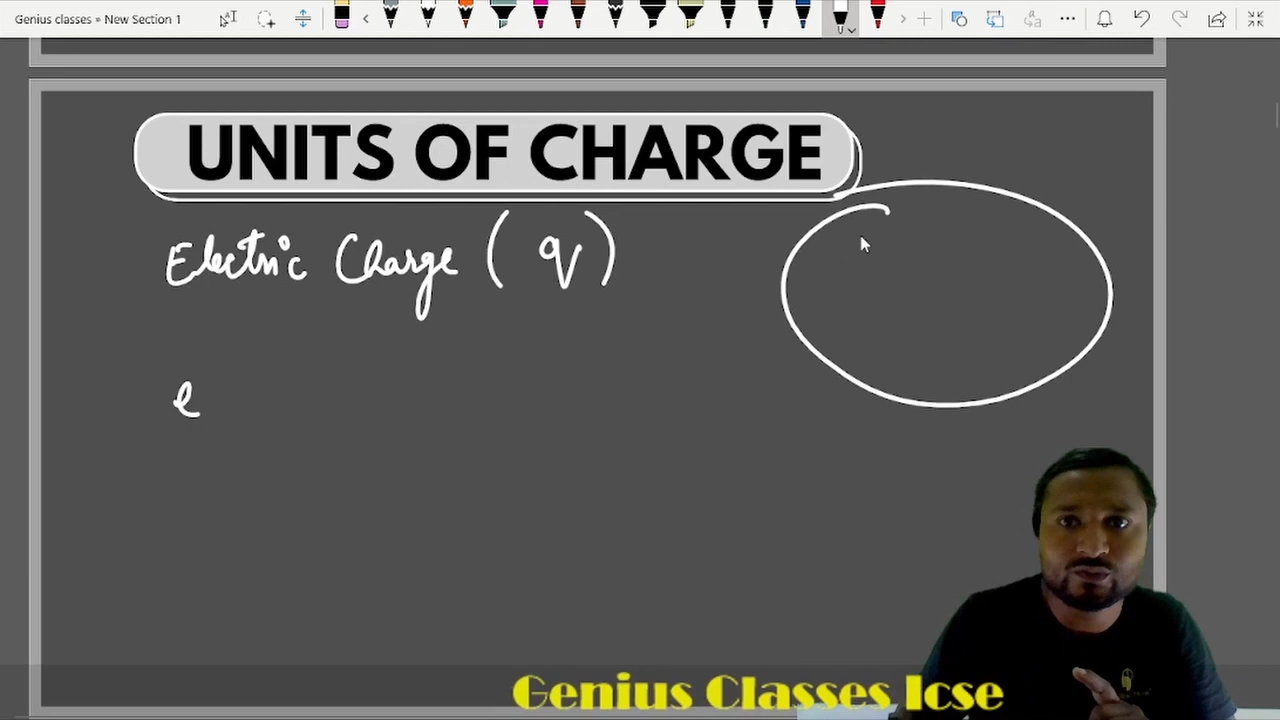 Genius classes » New Section 1
UNITS OF CHARGE
Electric Charge ( q )
e
Genius Classes Icse